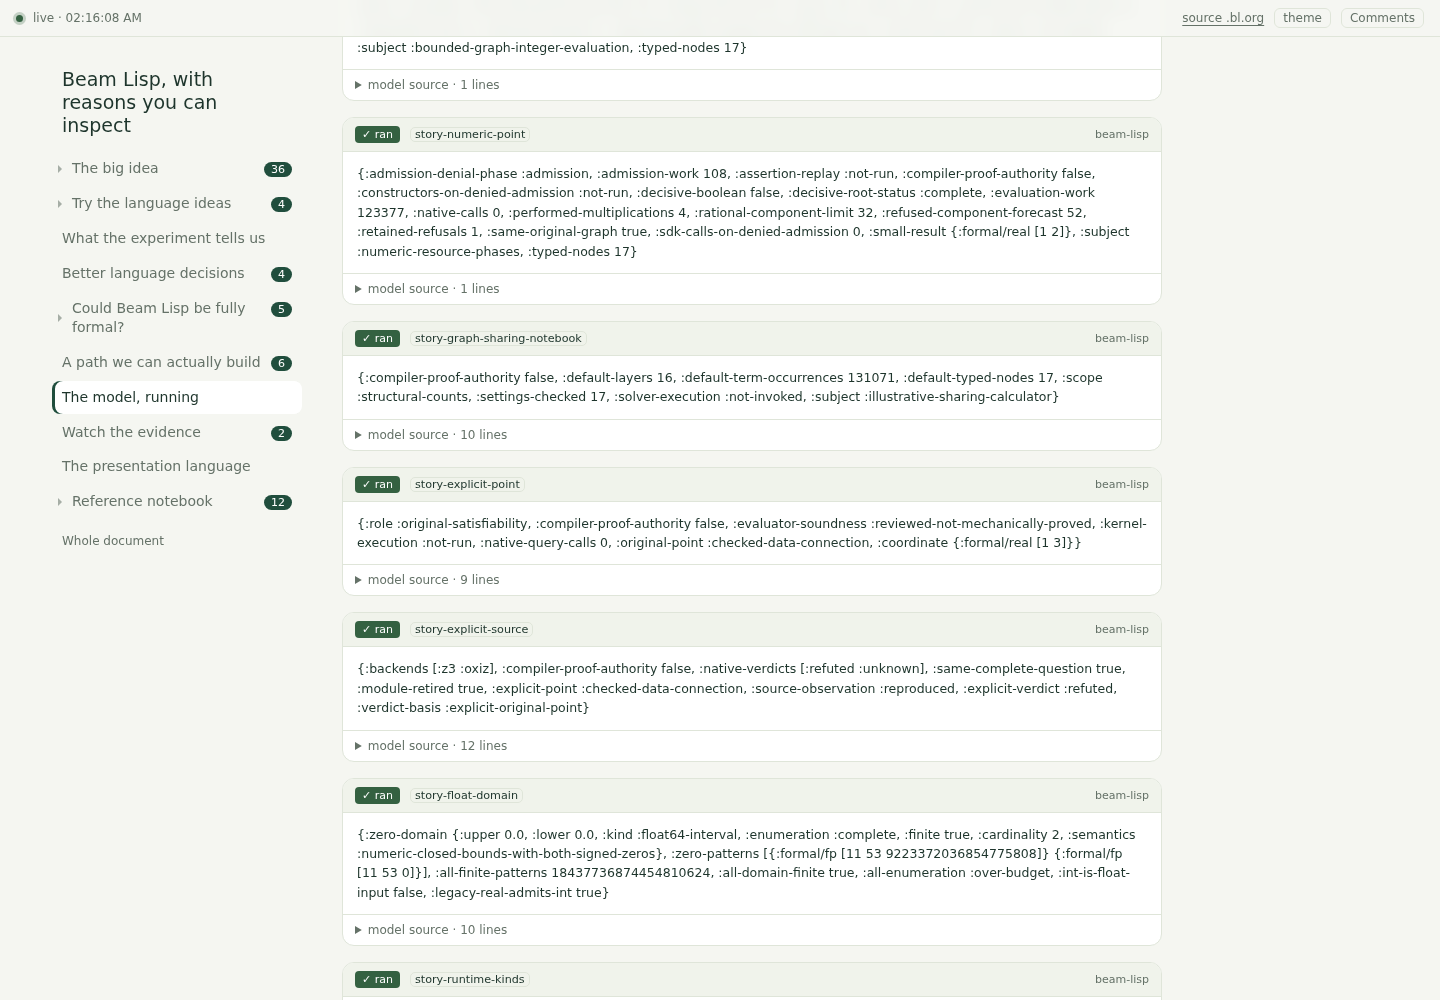 live · 02:16:08 AM
source .bl.org
theme
Comments
Beam Lisp, with
reasons you can
inspect
The big idea
36
Try the language ideas
4
What the experiment tells us
Better language decisions
4
Could Beam Lisp be fully
formal?
5
A path we can actually build
6
The model, running
Watch the evidence
2
The presentation language
Reference notebook
12
Whole document
:subject :bounded-graph-integer-evaluation, :typed-nodes 17}
model source · 1 lines
✓ ran
story-numeric-point
beam-lisp
{:admission-denial-phase :admission, :admission-work 108, :assertion-replay :not-run, :compiler-proof-authority false,
:constructors-on-denied-admission :not-run, :decisive-boolean false, :decisive-root-status :complete, :evaluation-work
123377, :native-calls 0, :performed-multiplications 4, :rational-component-limit 32, :refused-component-forecast 52,
:retained-refusals 1, :same-original-graph true, :sdk-calls-on-denied-admission 0, :small-result {:formal/real [1 2]}, :subject
:numeric-resource-phases, :typed-nodes 17}
model source · 1 lines
✓ ran
story-graph-sharing-notebook
beam-lisp
{:compiler-proof-authority false, :default-layers 16, :default-term-occurrences 131071, :default-typed-nodes 17, :scope
:structural-counts, :settings-checked 17, :solver-execution :not-invoked, :subject :illustrative-sharing-calculator}
model source · 10 lines
✓ ran
story-explicit-point
beam-lisp
{:role :original-satisfiability, :compiler-proof-authority false, :evaluator-soundness :reviewed-not-mechanically-proved, :kernel-
execution :not-run, :native-query-calls 0, :original-point :checked-data-connection, :coordinate {:formal/real [1 3]}}
model source · 9 lines
✓ ran
story-explicit-source
beam-lisp
{:backends [:z3 :oxiz], :compiler-proof-authority false, :native-verdicts [:refuted :unknown], :same-complete-question true,
:module-retired true, :explicit-point :checked-data-connection, :source-observation :reproduced, :explicit-verdict :refuted,
:verdict-basis :explicit-original-point}
model source · 12 lines
✓ ran
story-float-domain
beam-lisp
{:zero-domain {:upper 0.0, :lower 0.0, :kind :float64-interval, :enumeration :complete, :finite true, :cardinality 2, :semantics
:numeric-closed-bounds-with-both-signed-zeros}, :zero-patterns [{:formal/fp [11 53 9223372036854775808]} {:formal/fp
[11 53 0]}], :all-finite-patterns 18437736874454810624, :all-domain-finite true, :all-enumeration :over-budget, :int-is-float-
input false, :legacy-real-admits-int true}
model source · 10 lines
✓ ran
story-runtime-kinds
beam-lisp